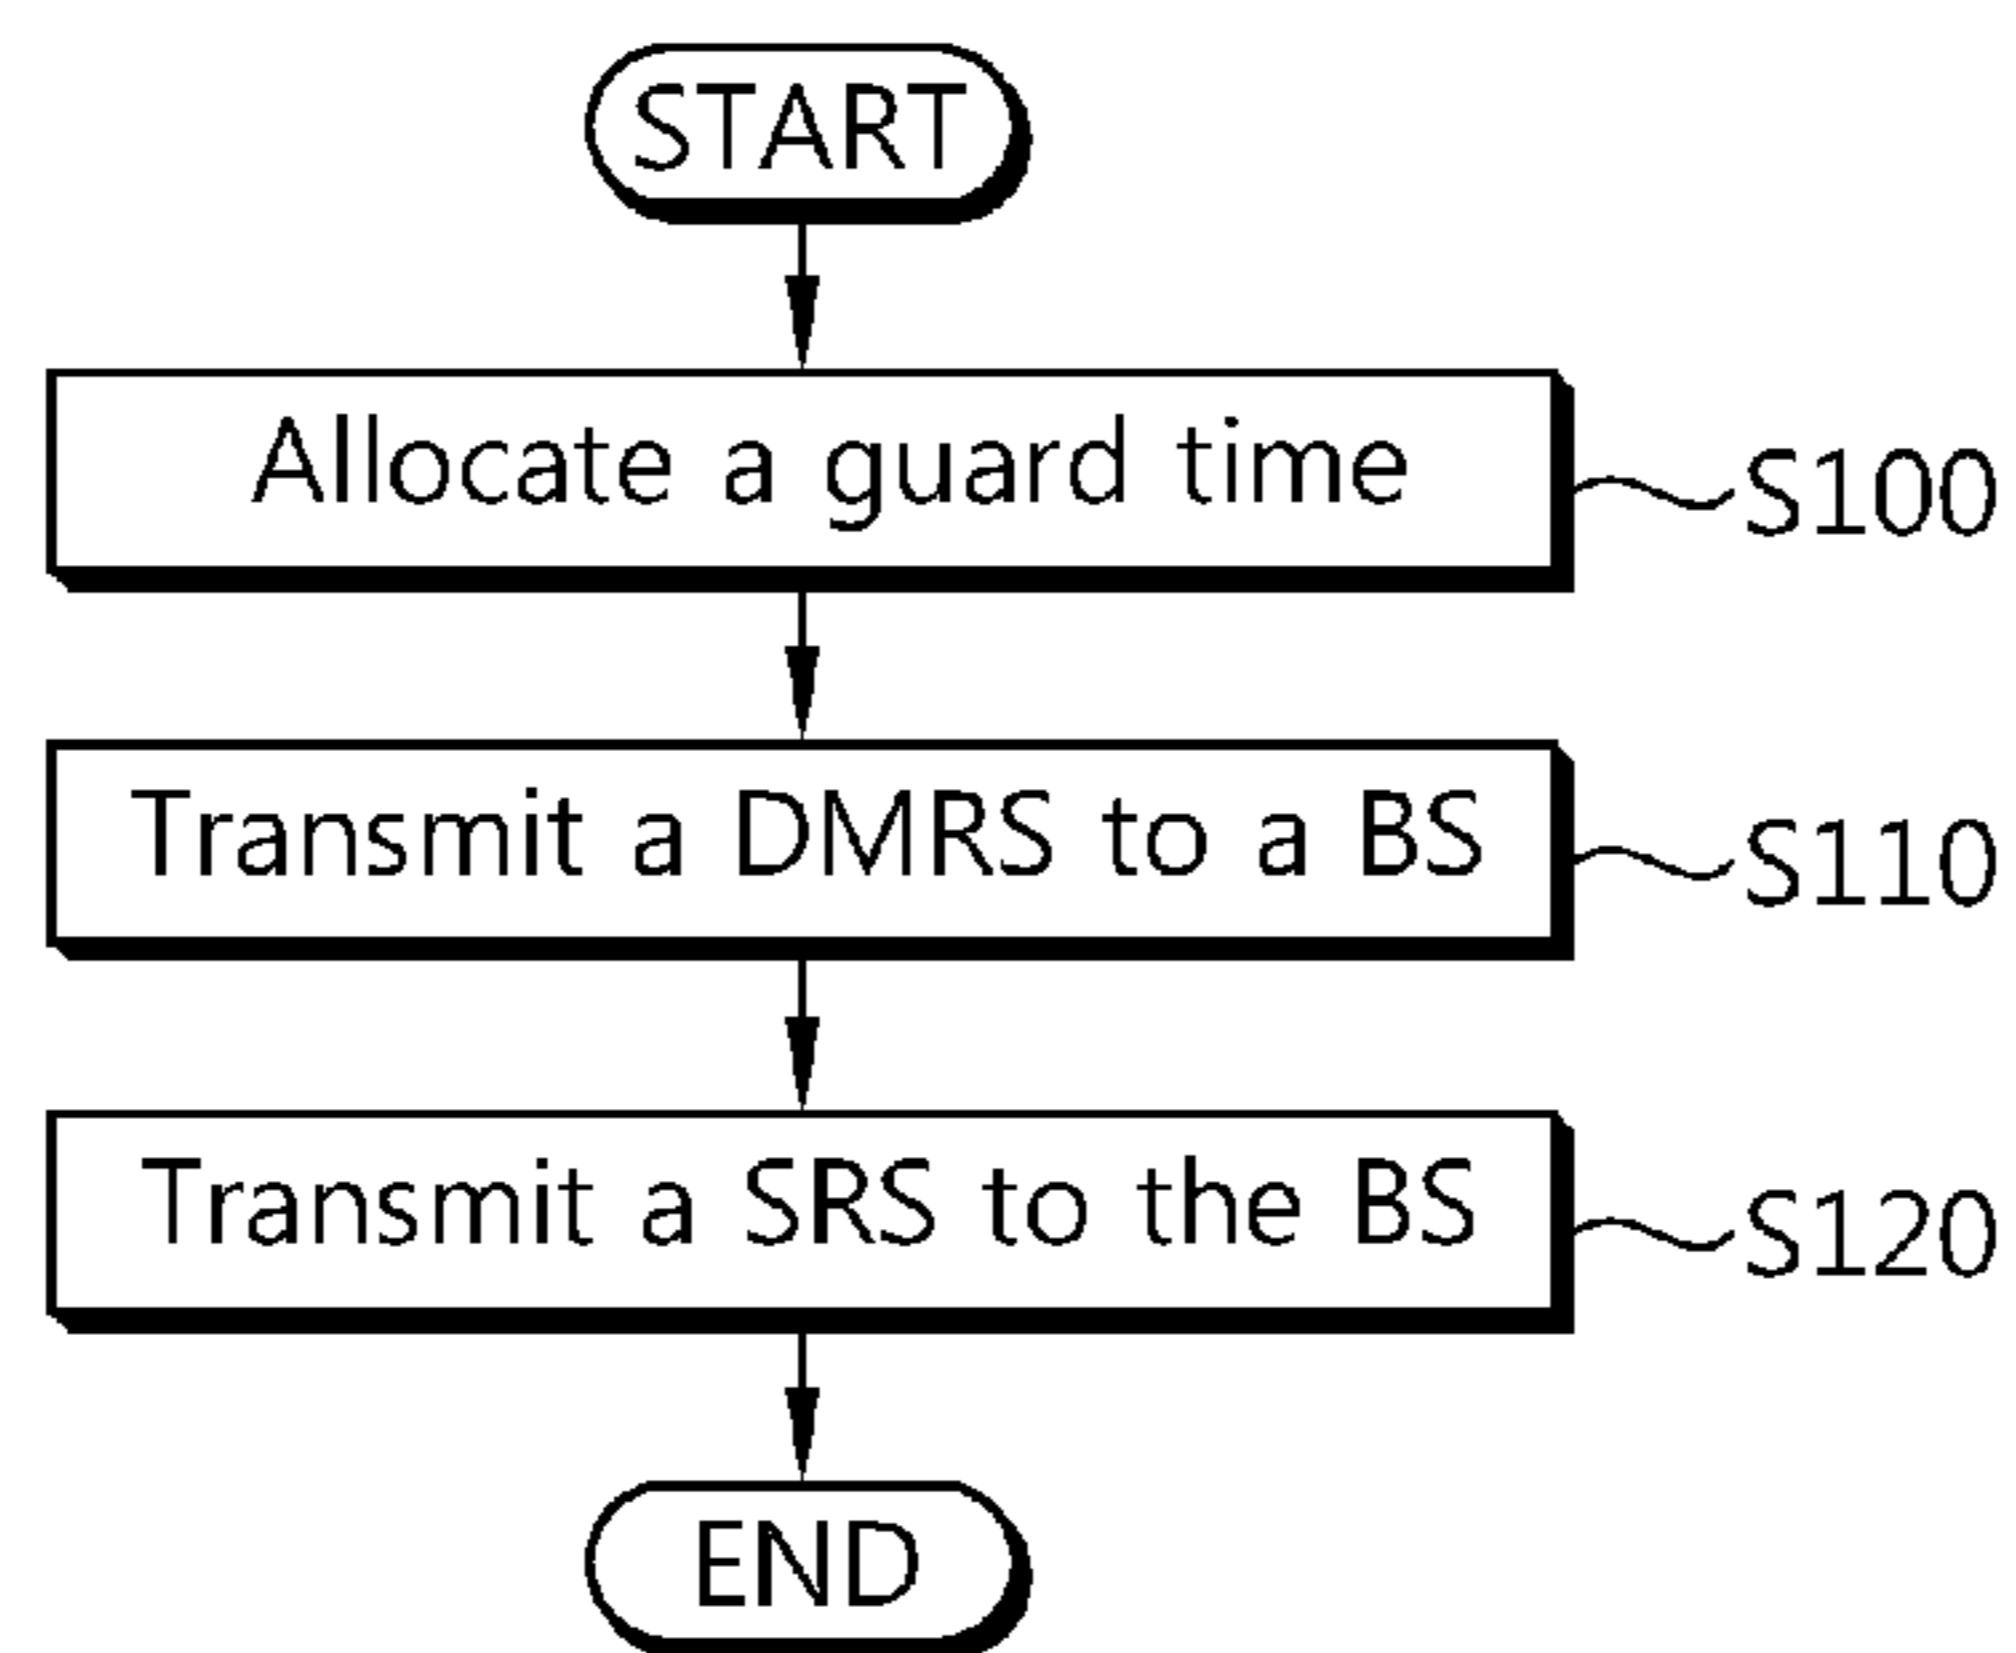 START
Allocate a guard time
S100
Transmit a DMRS to a BS
S110
Transmit a SRS to the BS
S120
END